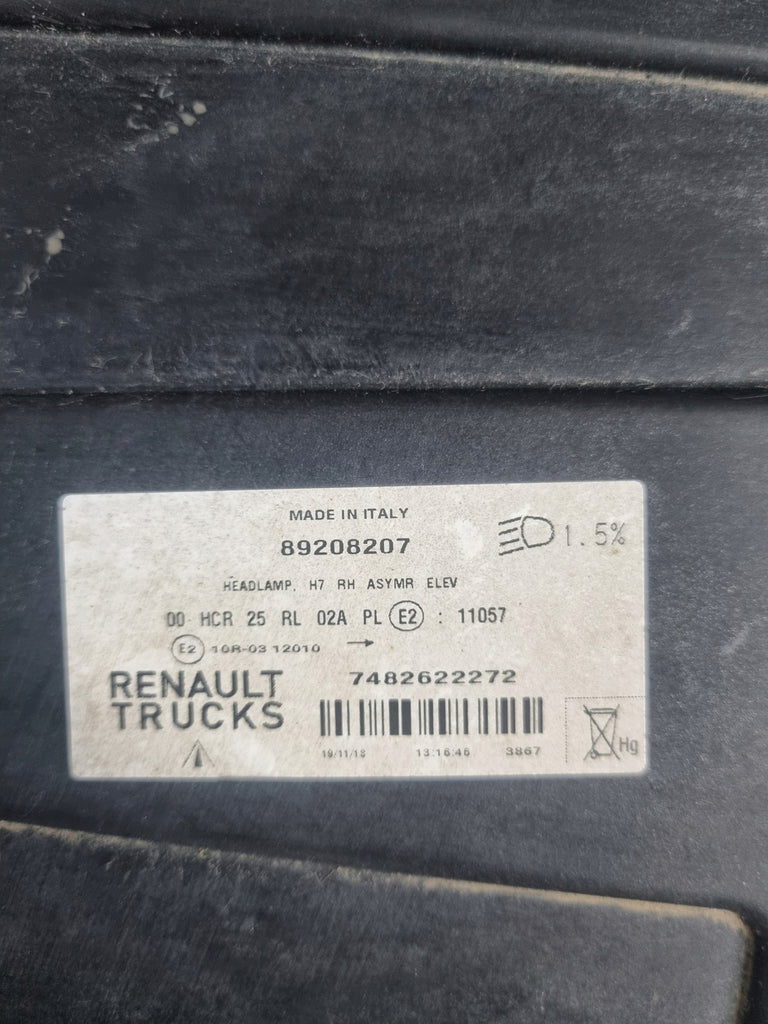 MADE IN ITALY
89208207
1.5%
HEADLAMP, H7 RH ASYMR ELEV
00 HCR 25 RL 02A PL E2 : 11057
E2 10R-03 12010 →
RENAULT TRUCKS
7482622272
19/11/18 13:16:46 3867
Hg